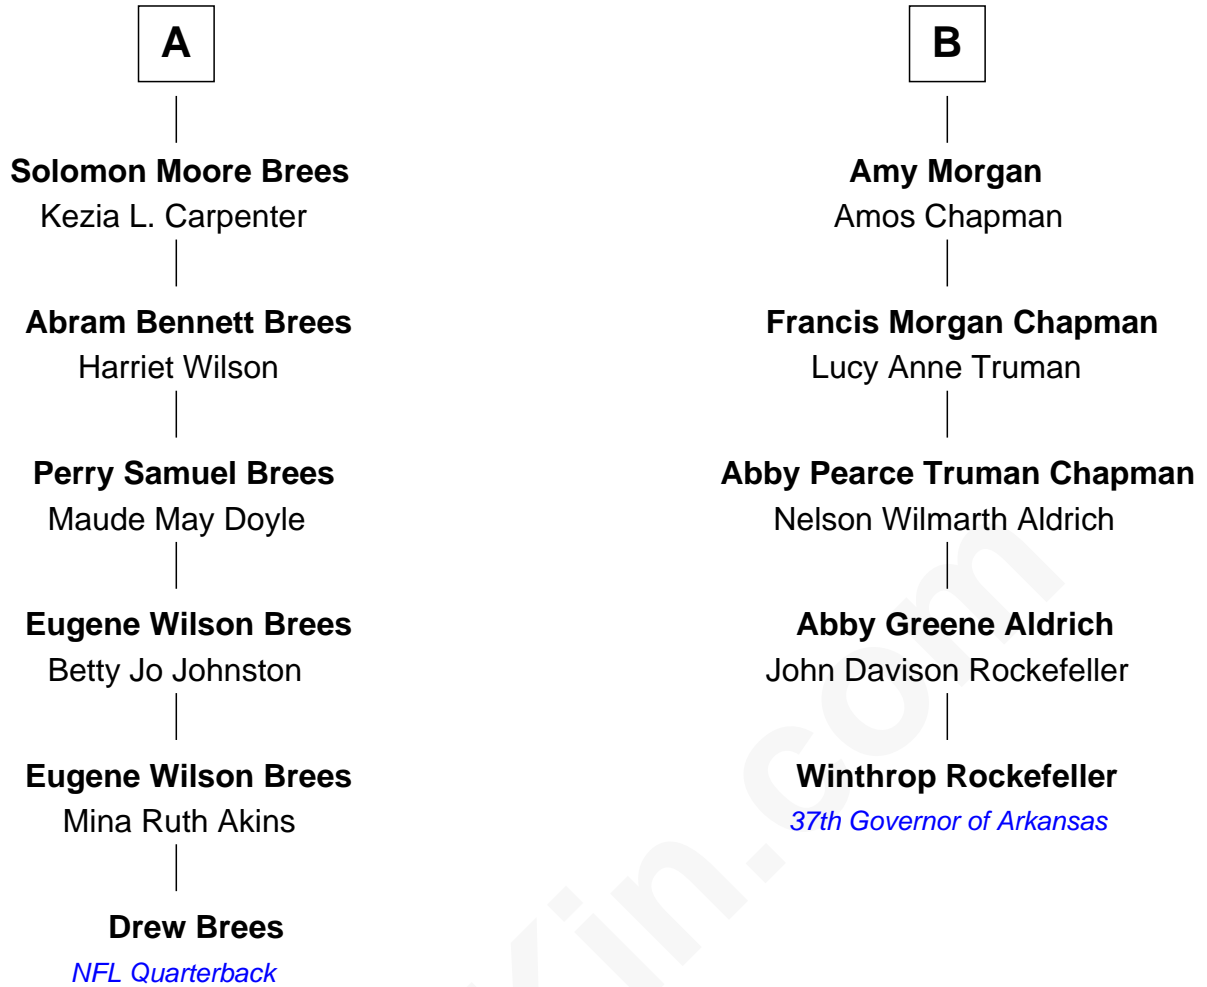 A
Solomon Moore Brees
Kezia L. Carpenter
Abram Bennett Brees
Harriet Wilson
Perry Samuel Brees
Maude May Doyle
Eugene Wilson Brees
Betty Jo Johnston
Eugene Wilson Brees
Mina Ruth Akins
Drew Brees
NFL Quarterback
B
Amy Morgan
Amos Chapman
Francis Morgan Chapman
Lucy Anne Truman
Abby Pearce Truman Chapman
Nelson Wilmarth Aldrich
Abby Greene Aldrich
John Davison Rockefeller
Winthrop Rockefeller
37th Governor of Arkansas
Kin.com